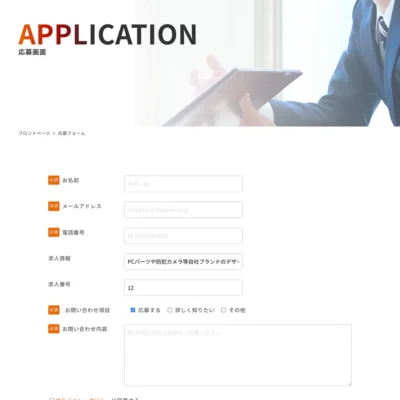 APPLICATION
応募画面
フロントページ > 応募フォーム
必須 お名前
必須 メールアドレス
必須 電話番号
求人情報 PCパーツや防犯カメラ等自社ブランドのデザ
求人番号 12
必須 お問い合わせ項目 応募する 詳しく知りたい その他
必須 お問い合わせ内容